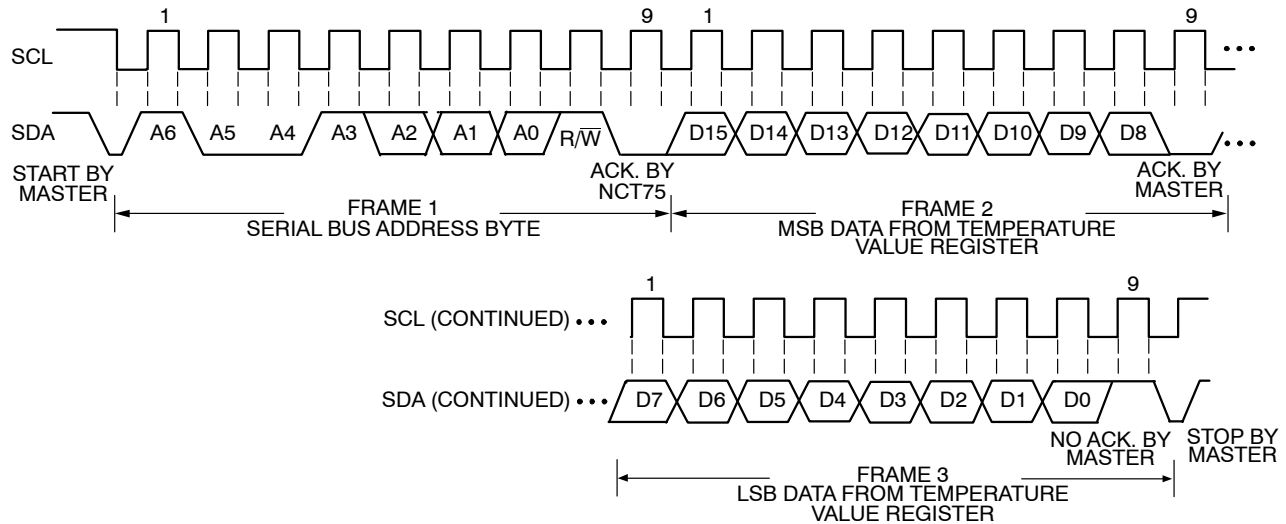 1 9 1 9
SCL
SDA A6 A5 A4 A3 A2 A1 A0 R/W̅ D15 D14 D13 D12 D11 D10 D9 D8
START BY
MASTER
ACK. BY
NCT75
ACK. BY
MASTER
FRAME 1
SERIAL BUS ADDRESS BYTE
FRAME 2
MSB DATA FROM TEMPERATURE
VALUE REGISTER
1 9
SCL (CONTINUED)
SDA (CONTINUED) D7 D6 D5 D4 D3 D2 D1 D0
NO ACK. BY
MASTER
STOP BY
MASTER
FRAME 3
LSB DATA FROM TEMPERATURE
VALUE REGISTER